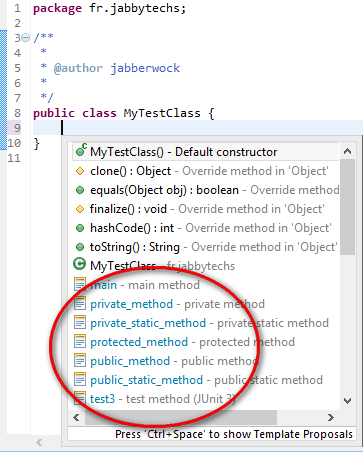 1 package fr.jabbytechs;
2
3 /**
4  *
5  * @author jabberwock
6  *
7  */
8 public class MyTestClass {
9
10 }
11
MyTestClass() - Default constructor
clone() : Object - Override method in 'Object'
equals(Object obj) : boolean - Override method in 'Object'
finalize() : void - Override method in 'Object'
hashCode() : int - Override method in 'Object'
toString() : String - Override method in 'Object'
MyTestClass - fr.jabbytechs
main - main method
private_method - private method
private_static_method - private static method
protected_method - protected method
public_method - public method
public_static_method - public static method
test3 - test method (JUnit 3)
Press 'Ctrl+Space' to show Template Proposals